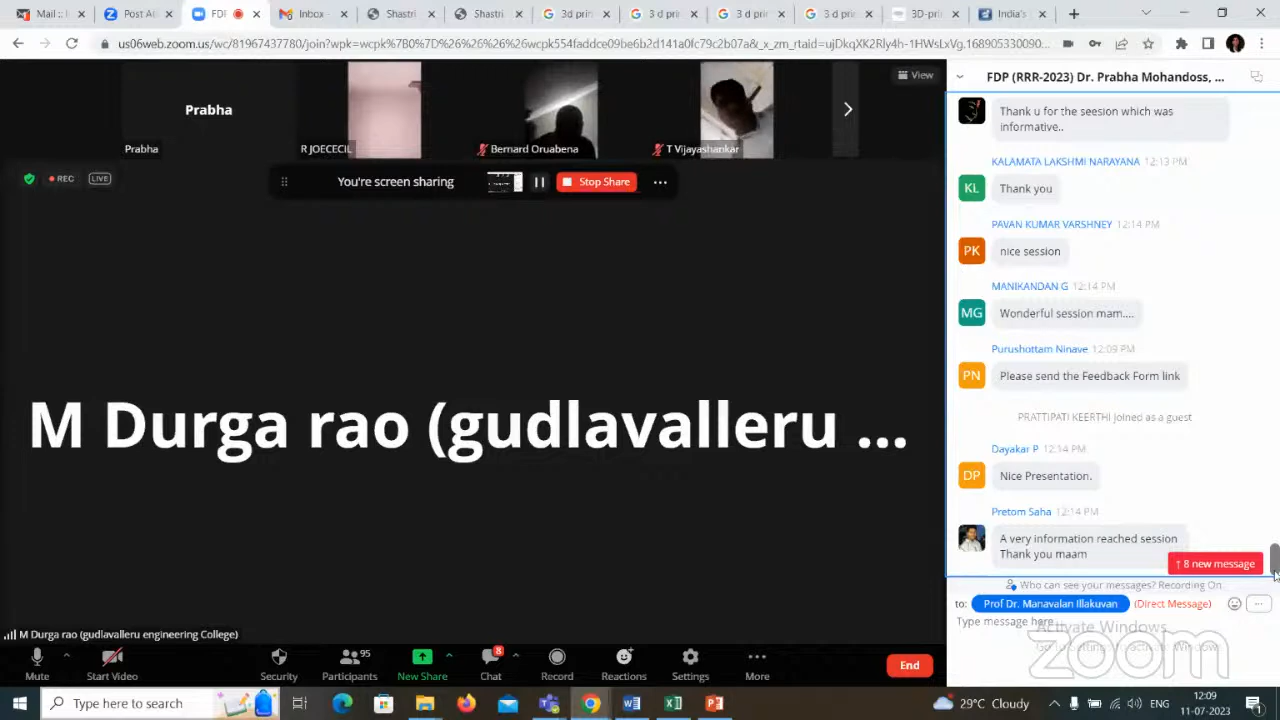 Mail ::
Post Atte
FDP
Inbox -
Shastri
Shastri
3d prin
3 d pri
3 d pri
3 d pri
3D-prin
India's
us06web.zoom.us/wc/81967437780/join?wpk=wcpk%7B0%7D%26%26%26%26wcpk554faddce09be6b2d141a0fc79c2b07a&_x_zm_rtaid=ujDkqXK2Rly4h-1HWsLxVg.168905330090...
View
Prabha
Prabha
R JOECECIL
Bernard Oruabena
T Vijayashankar
REC
LIVE
You're screen sharing
Stop Share
M Durga rao (gudlavalleru ...
M Durga rao (gudlavalleru engineering College)
FDP (RRR-2023) Dr. Prabha Mohandoss, ...
Thank u for the seesion which was
informative..
KALAMATA LAKSHMI NARAYANA 12:13 PM
KL
Thank you
PAVAN KUMAR VARSHNEY 12:14 PM
PK
nice session
MANIKANDAN G 12:14 PM
MG
Wonderful session mam....
Purushottam Ninave 12:09 PM
PN
Please send the Feedback Form link
PRATTIPATI KEERTHI joined as a guest
Dayakar P 12:14 PM
DP
Nice Presentation.
Pretom Saha 12:14 PM
A very information reached session
Thank you maam
↑ 8 new message
Who can see your messages? Recording On
to: Prof Dr. Manavalan Illakuvan (Direct Message)
Type message here...
Activate Windows
Go to Settings to activate Windows.
zoom
Mute
Start Video
Security
95
Participants
New Share
8
Chat
Record
Reactions
Settings
More
End
Type here to search
29°C Cloudy
ENG
12:09
11-07-2023
1